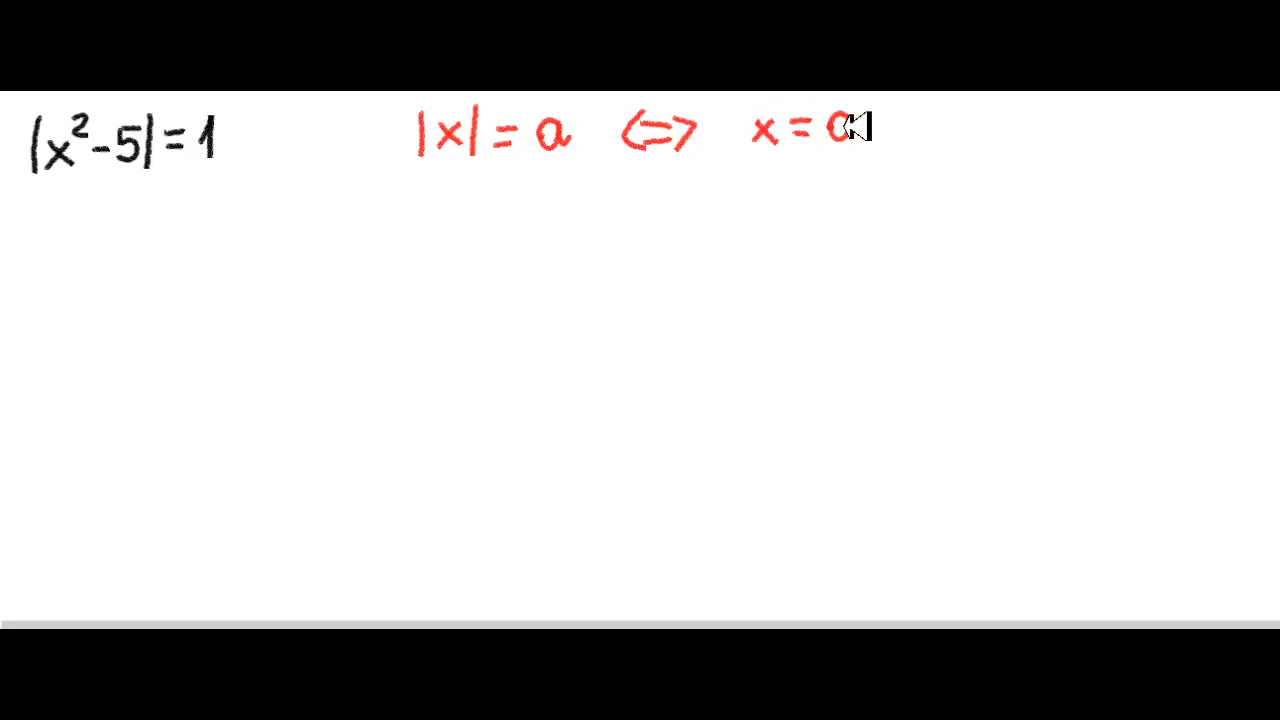 |x²-5|=1
|x| = a <=> x = a